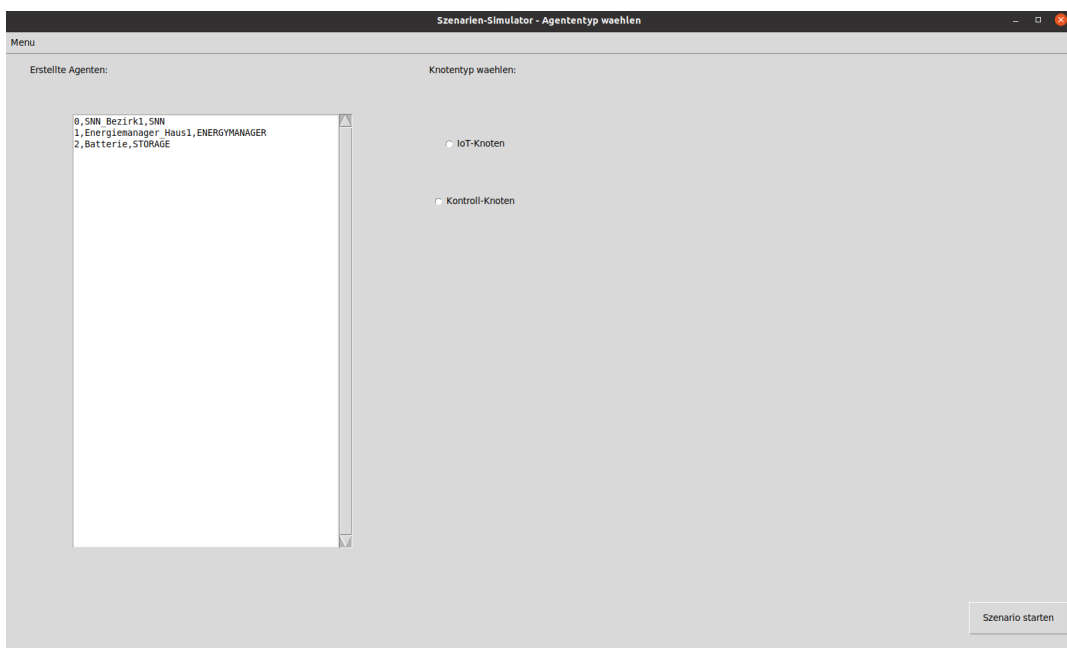 Szenarien-Simulator - Agententyp waehlen
Menu
Erstellte Agenten:
Knotentyp waehlen:
0,SNN_Bezirk1,SNN
1,Energiemanager_Haus1,ENERGYMANAGER
2,Batterie,STORAGE
IoT-Knoten
Kontroll-Knoten
Szenario starten